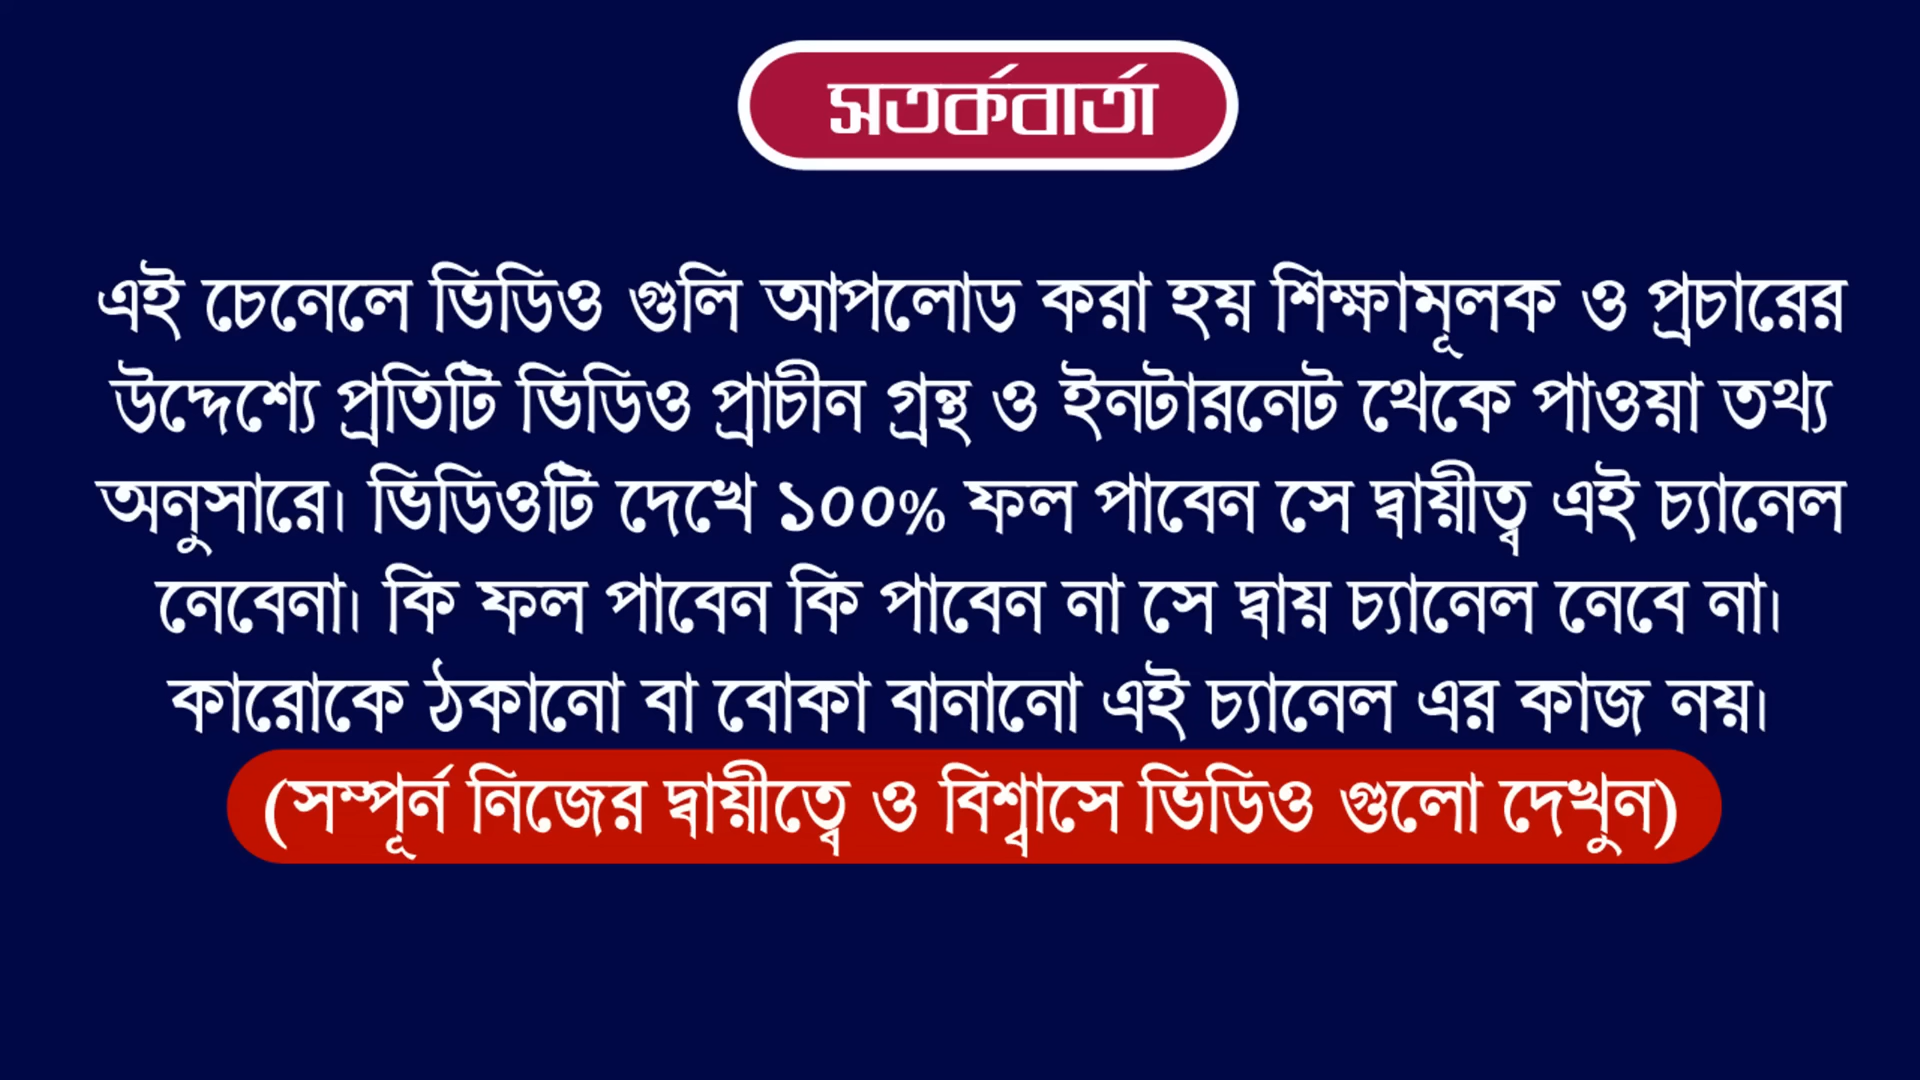 সতর্কবার্তা
এই চেনেলে ভিডিও গুলি আপলোড করা হয় শিক্ষামূলক ও প্রচারের
উদ্দেশ্যে প্রতিটি ভিডিও প্রাচীন গ্রন্থ ও ইনটারনেট থেকে পাওয়া তথ্য
অনুসারে। ভিডিওটি দেখে ১০০% ফল পাবেন সে দ্বায়ীত্ব এই চ্যানেল
নেবেনা। কি ফল পাবেন কি পাবেন না সে দ্বায় চ্যানেল নেবে না।
কারোকে ঠকানো বা বোকা বানানো এই চ্যানেল এর কাজ নয়।
(সম্পূর্ন নিজের দ্বায়ীত্বে ও বিশ্বাসে ভিডিও গুলো দেখুন)